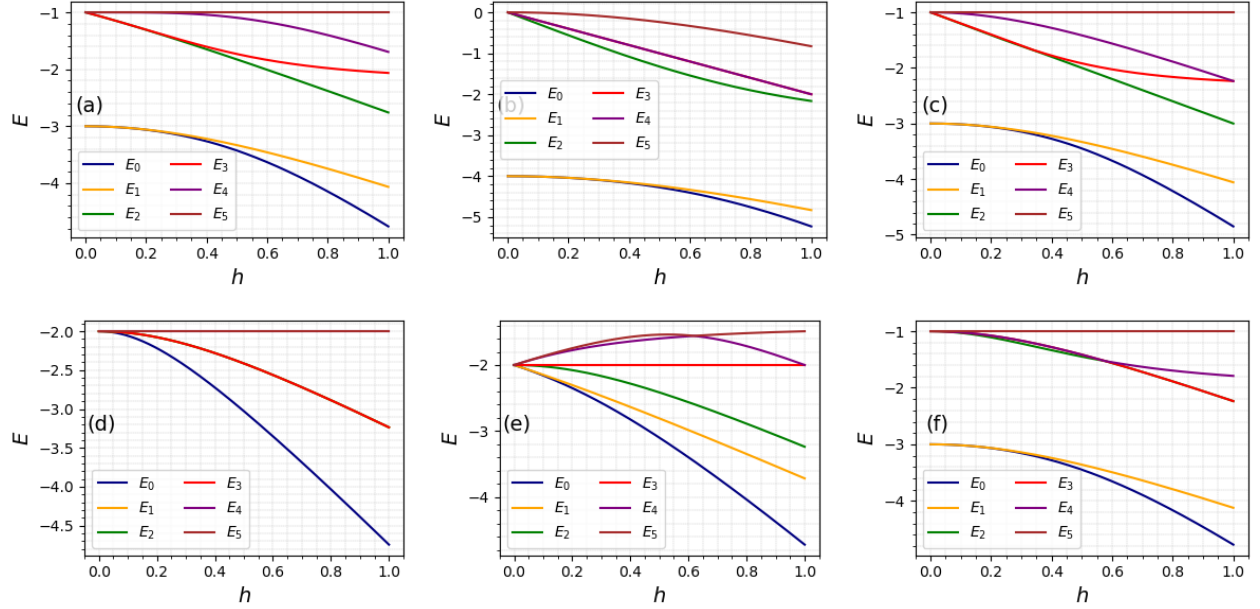 −1
−2
−3
−4
E
(a)
E₀ E₃
E₁ E₄
E₂ E₅
0.0 0.2 0.4 0.6 0.8 1.0
h
0
−1
−2
−3
−4
−5
E
(b)
E₀ E₃
E₁ E₄
E₂ E₅
0.0 0.2 0.4 0.6 0.8 1.0
h
−1
−2
−3
−4
−5
E
(c)
E₀ E₃
E₁ E₄
E₂ E₅
0.0 0.2 0.4 0.6 0.8 1.0
h
−2.0
−2.5
−3.0
−3.5
−4.0
−4.5
E
(d)
E₀ E₃
E₁ E₄
E₂ E₅
0.0 0.2 0.4 0.6 0.8 1.0
h
−2
−3
−4
E
(e)
E₀ E₃
E₁ E₄
E₂ E₅
0.0 0.2 0.4 0.6 0.8 1.0
h
−1
−2
−3
−4
E
(f)
E₀ E₃
E₁ E₄
E₂ E₅
0.0 0.2 0.4 0.6 0.8 1.0
h